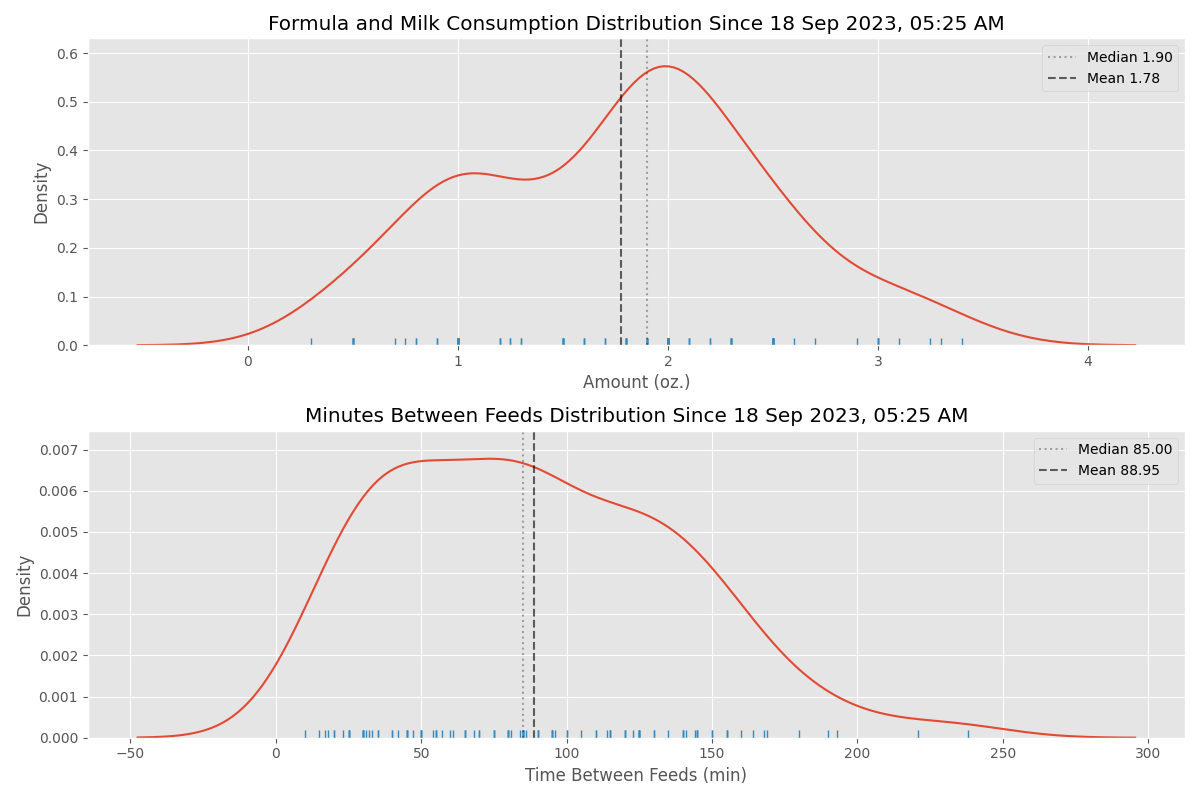 Formula and Milk Consumption Distribution Since 18 Sep 2023, 05:25 AM
Median 1.90
Mean 1.78
0.6
0.5
0.4
0.3
0.2
0.1
0.0
Density
0 1 2 3 4
Amount (oz.)
Minutes Between Feeds Distribution Since 18 Sep 2023, 05:25 AM
Median 85.00
Mean 88.95
0.007
0.006
0.005
0.004
0.003
0.002
0.001
0.000
Density
−50 0 50 100 150 200 250 300
Time Between Feeds (min)